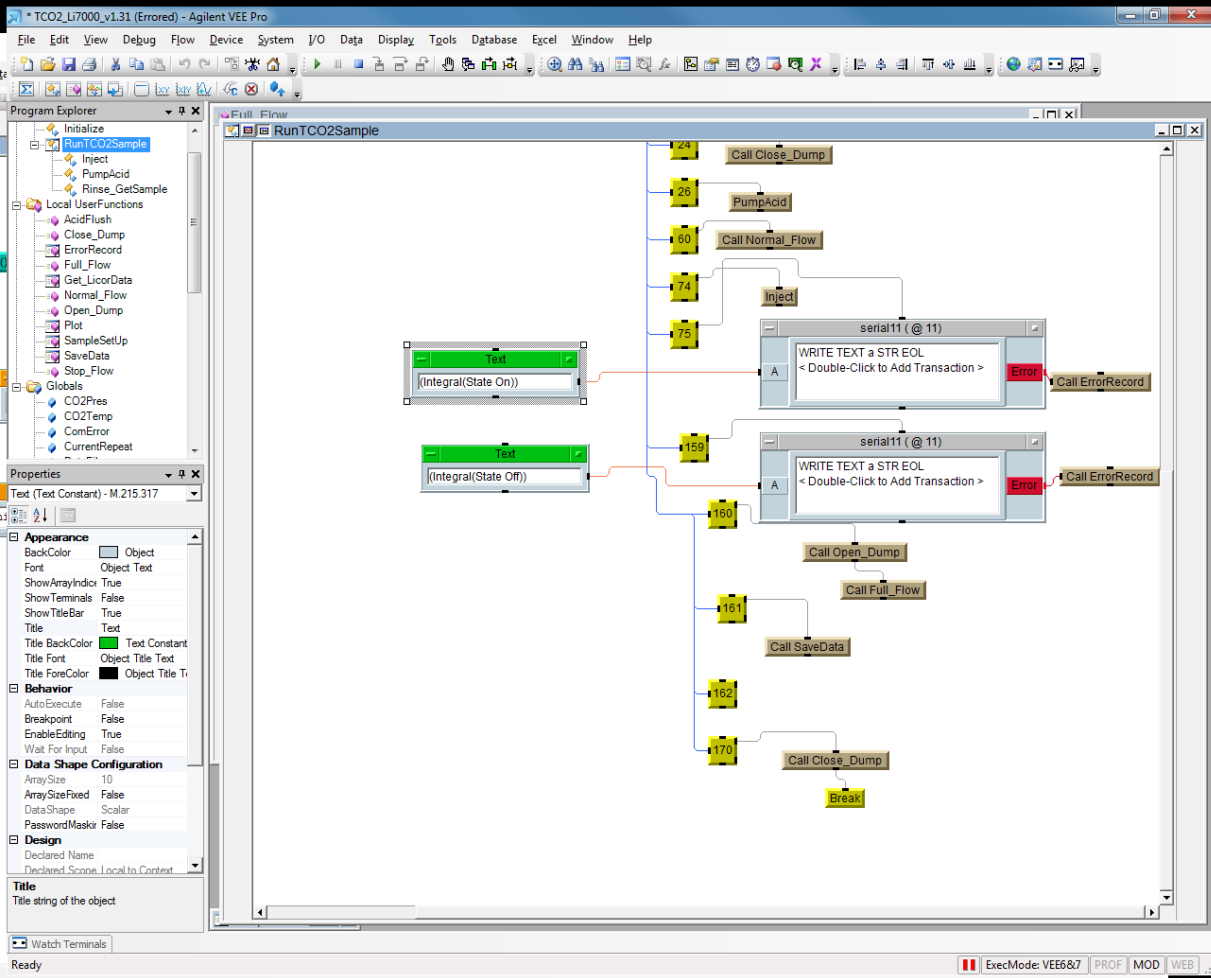 * TCO2_Li7000_v1.31 (Errored) - Agilent VEE Pro
File Edit View Debug Flow Device System I/O Data Display Tools Database Excel Window Help
Program Explorer
Initialize
RunTCO2Sample
Inject
PumpAcid
Rinse_GetSample
Local UserFunctions
AcidFlush
Close_Dump
ErrorRecord
Full_Flow
Get_LicorData
Normal_Flow
Open_Dump
Plot
SampleSetUp
SaveData
Stop_Flow
Globals
CO2Pres
CO2Temp
ComError
CurrentRepeat
Properties
Text (Text Constant) - M.215.317
Appearance
BackColor Object
Font Object Text
ShowArrayIndice True
ShowTerminals False
ShowTitleBar True
Title Text
Title BackColor Text Constant
Title Font Object Title Text
Title ForeColor Object Title T
Behavior
AutoExecute False
Breakpoint False
EnableEditing True
Wait For Input False
Data Shape Configuration
ArraySize 10
ArraySizeFixed False
DataShape Scalar
PasswordMaskin False
Design
Declared Name
Declared Scope Local to Context
Title
Title string of the object
Watch Terminals
Ready
Full_Flow
RunTCO2Sample
24
Call Close_Dump
26
PumpAcid
60
Call Normal_Flow
74
Inject
75
serial11 ( @ 11)
WRITE TEXT a STR EOL
< Double-Click to Add Transaction >
A
Error
Call ErrorRecord
Text
(Integral(State On))
159
serial11 ( @ 11)
WRITE TEXT a STR EOL
< Double-Click to Add Transaction >
A
Error
Call ErrorRecord
Text
(Integral(State Off))
160
Call Open_Dump
Call Full_Flow
161
Call SaveData
162
170
Call Close_Dump
Break
ExecMode: VEE6&7 PROF MOD WEB